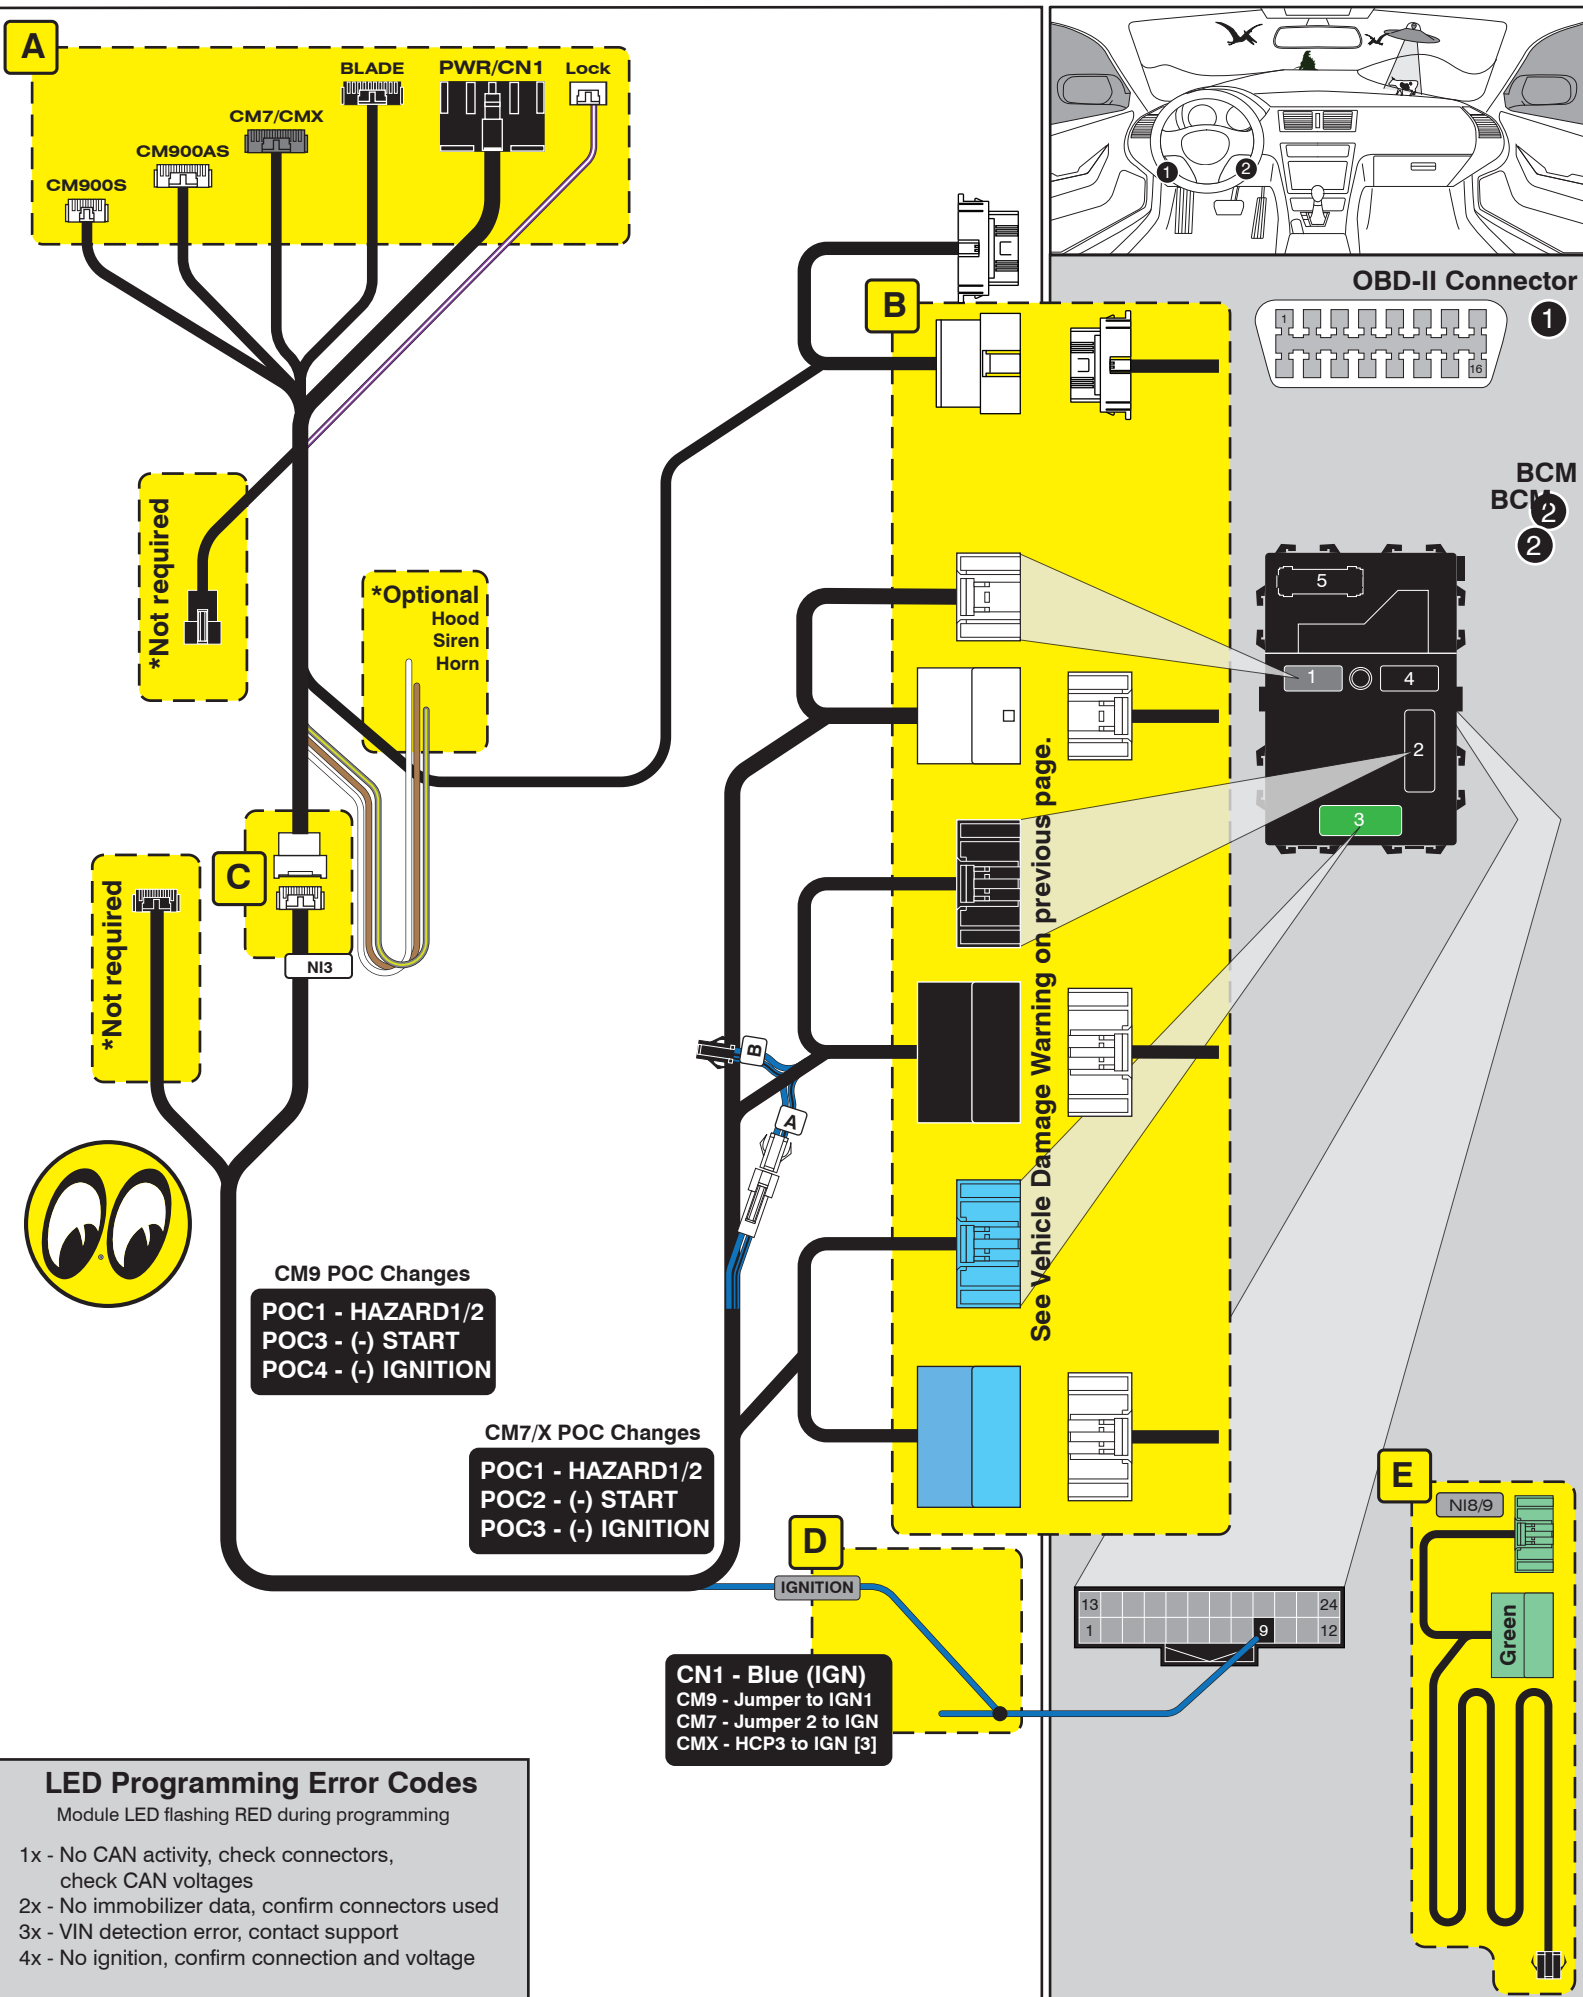 A
BLADE
PWR/CN1
Lock
CM7/CMX
CM900AS
CM900S
1
2
OBD-II Connector
1
1
16
B
BCM
BCM
2
2
5
1
4
2
3
*Not required
*Optional
Hood
Siren
Horn
See Vehicle Damage Warning on previous page.
C
*Not required
NI3
B
A
CM9 POC Changes
POC1 - HAZARD1/2
POC3 - (-) START
POC4 - (-) IGNITION
CM7/X POC Changes
POC1 - HAZARD1/2
POC2 - (-) START
POC3 - (-) IGNITION
D
IGNITION
CN1 - Blue (IGN)
CM9 - Jumper to IGN1
CM7 - Jumper 2 to IGN
CMX - HCP3 to IGN [3]
13
24
1
9
12
E
NI8/9
Green
LED Programming Error Codes
Module LED flashing RED during programming
1x - No CAN activity, check connectors,
check CAN voltages
2x - No immobilizer data, confirm connectors used
3x - VIN detection error, contact support
4x - No ignition, confirm connection and voltage